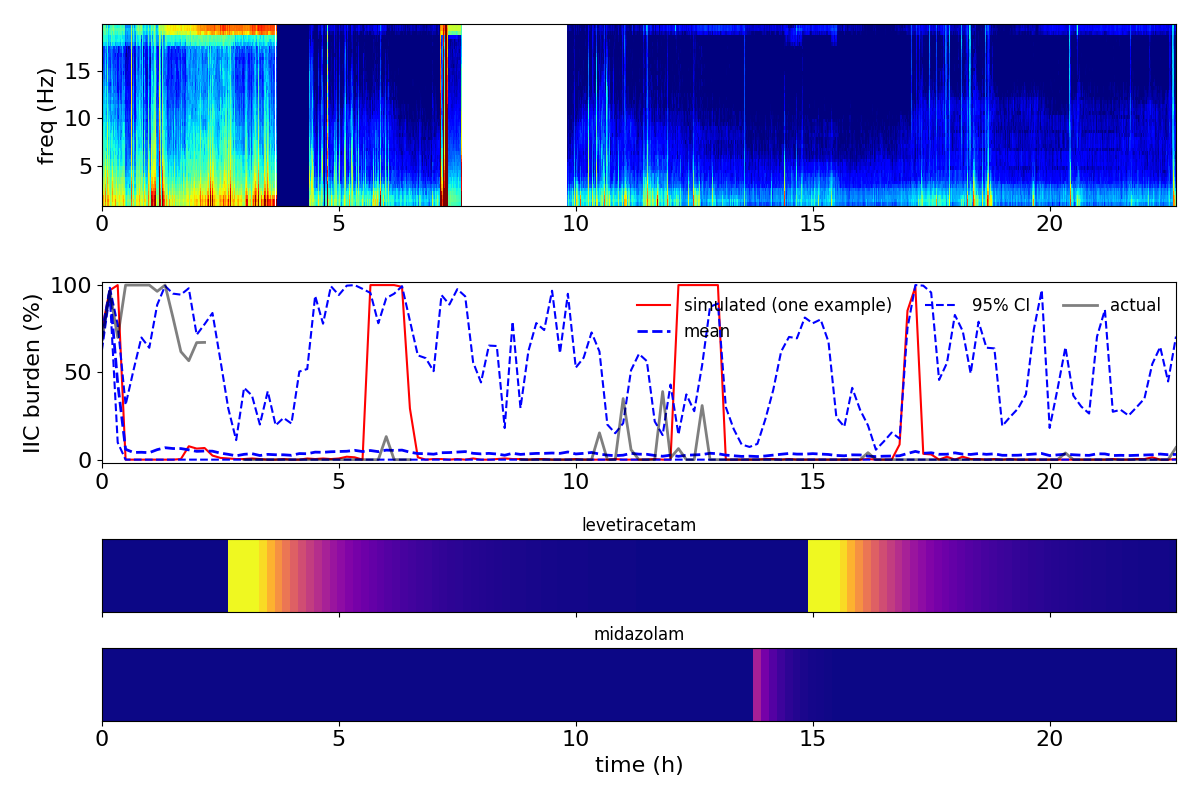 freq (Hz)
15
10
5
0 5 10 15 20
IIC burden (%)
100
50
0
simulated (one example) 95% CI actual
mean
0 5 10 15 20
levetiracetam
midazolam
0 5 10 15 20
time (h)